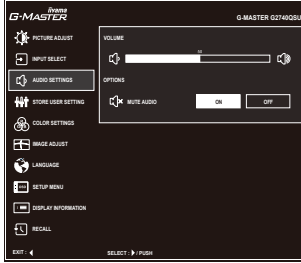 iiyama
G-MASTER
G-MASTER G2740QSU
PICTURE ADJUST
INPUT SELECT
AUDIO SETTINGS
STORE USER SETTING
COLOR SETTINGS
IMAGE ADJUST
LANGUAGE
SETUP MENU
DISPLAY INFORMATION
RECALL
VOLUME
50
OPTIONS
MUTE AUDIO
ON
OFF
EXIT :
SELECT : / PUSH